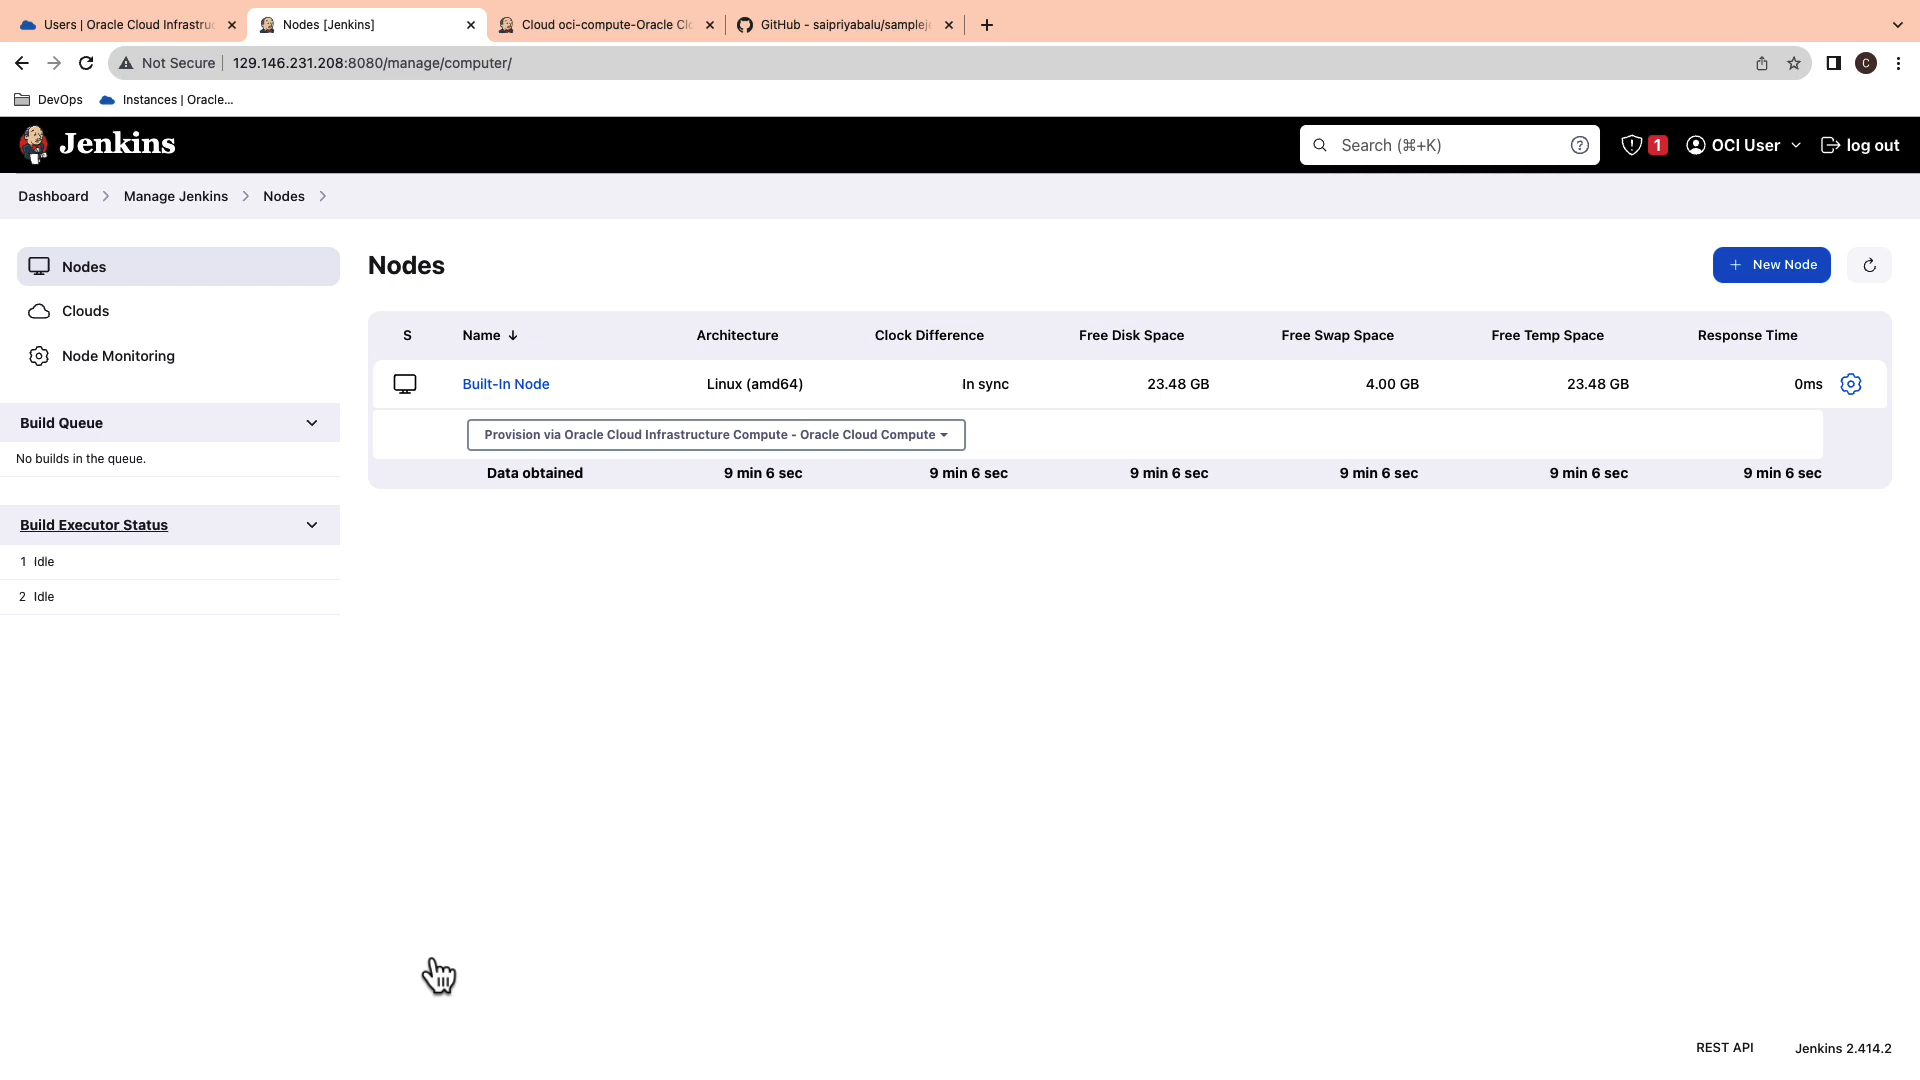 Users | Oracle Cloud Infrastruc
Nodes [Jenkins]
Cloud oci-compute-Oracle Clo
GitHub - saipriyabalu/sampleje
Not Secure
129.146.231.208:8080/manage/computer/
C
DevOps
Instances | Oracle...
Jenkins
Search (⌘+K)
?
1
OCI User
log out
Dashboard
Manage Jenkins
Nodes
Nodes
Clouds
Node Monitoring
Build Queue
No builds in the queue.
Build Executor Status
1 Idle
2 Idle
Nodes
+ New Node
S Name ↓ Architecture Clock Difference Free Disk Space Free Swap Space Free Temp Space Response Time
Built-In Node Linux (amd64) In sync 23.48 GB 4.00 GB 23.48 GB 0ms
Provision via Oracle Cloud Infrastructure Compute - Oracle Cloud Compute
Data obtained 9 min 6 sec 9 min 6 sec 9 min 6 sec 9 min 6 sec 9 min 6 sec 9 min 6 sec
REST API
Jenkins 2.414.2